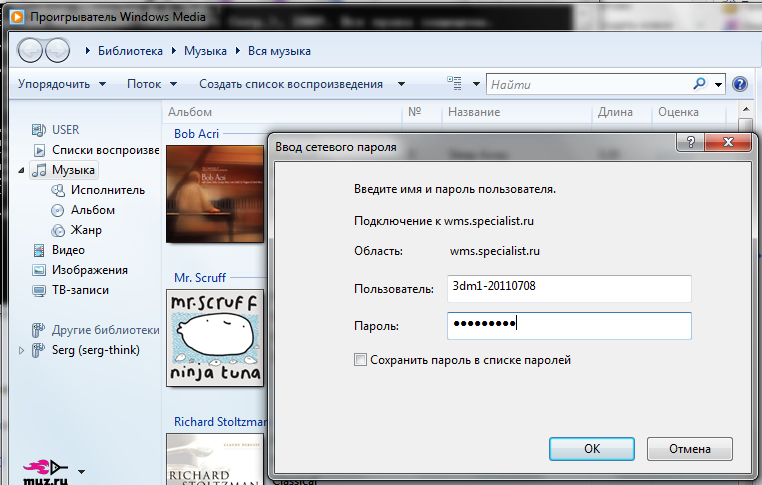 Проигрыватель Windows Media
Библиотека Музыка Вся музыка
Упорядочить Поток Создать список воспроизведения Найти
Альбом № Название Длина Оценка
USER
Списки воспроизве
Музыка
Исполнитель
Альбом
Жанр
Видео
Изображения
ТВ-записи
Другие библиотеки
Serg (serg-think)
muz.ru
Bob Acri
Bob Acri
Mr. Scruff
mr.scruff
ninja tuna
Richard Stoltzman
RICHARD
STOLTZMAN
Classical
Ввод сетевого пароля
Введите имя и пароль пользователя.
Подключение к wms.specialist.ru
Область: wms.specialist.ru
Пользователь: 3dm1-20110708
Пароль: ●●●●●●●●●
Сохранить пароль в списке паролей
OK Отмена